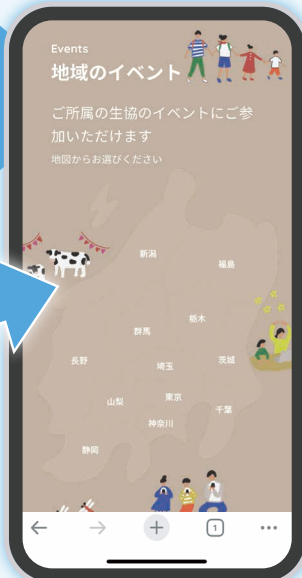 Events
地域のイベント
ご所属の生協のイベントにご参
加いただけます
地図からお選びください
新潟
福島
栃木
群馬
長野
埼玉
茨城
山梨
東京
千葉
神奈川
静岡
1